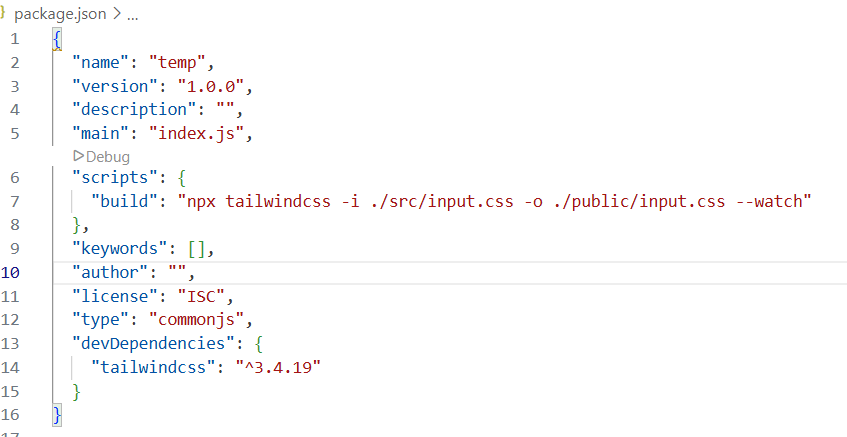 package.json > ...
1 {
2 "name": "temp",
3 "version": "1.0.0",
4 "description": "",
5 "main": "index.js",
Debug
6 "scripts": {
7 "build": "npx tailwindcss -i ./src/input.css -o ./public/input.css --watch"
8 },
9 "keywords": [],
10 "author": "",
11 "license": "ISC",
12 "type": "commonjs",
13 "devDependencies": {
14 "tailwindcss": "^3.4.19"
15 }
16 }
17